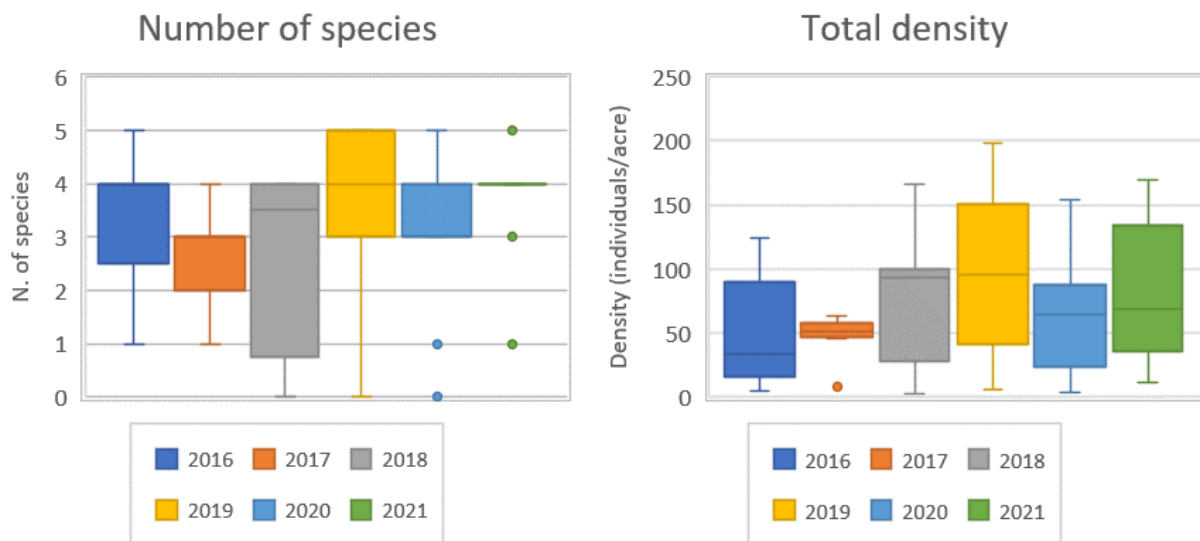 Number of species
6
5
4
3
2
1
0
N. of species
2016 2017 2018
2019 2020 2021
Total density
250
200
150
100
50
0
Density (individuals/acre)
2016 2017 2018
2019 2020 2021